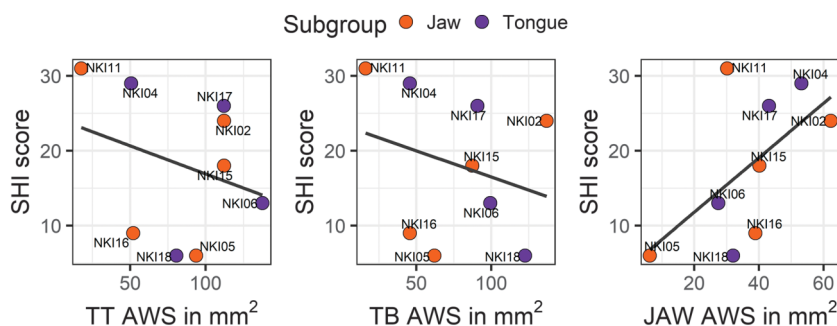 Subgroup Jaw Tongue
SHI score
30
20
10
NKI11
NKI04
NKI17
NKI02
NKI15
NKI06
NKI16
NKI18
NKI05
50 100
TT AWS in mm²
SHI score
30
20
10
NKI11
NKI04
NKI17
NKI02
NKI15
NKI06
NKI16
NKI05
NKI18
50 100
TB AWS in mm²
SHI score
30
20
10
NKI11
NKI04
NKI17
NKI02
NKI15
NKI06
NKI16
NKI05
NKI18
20 40 60
JAW AWS in mm²